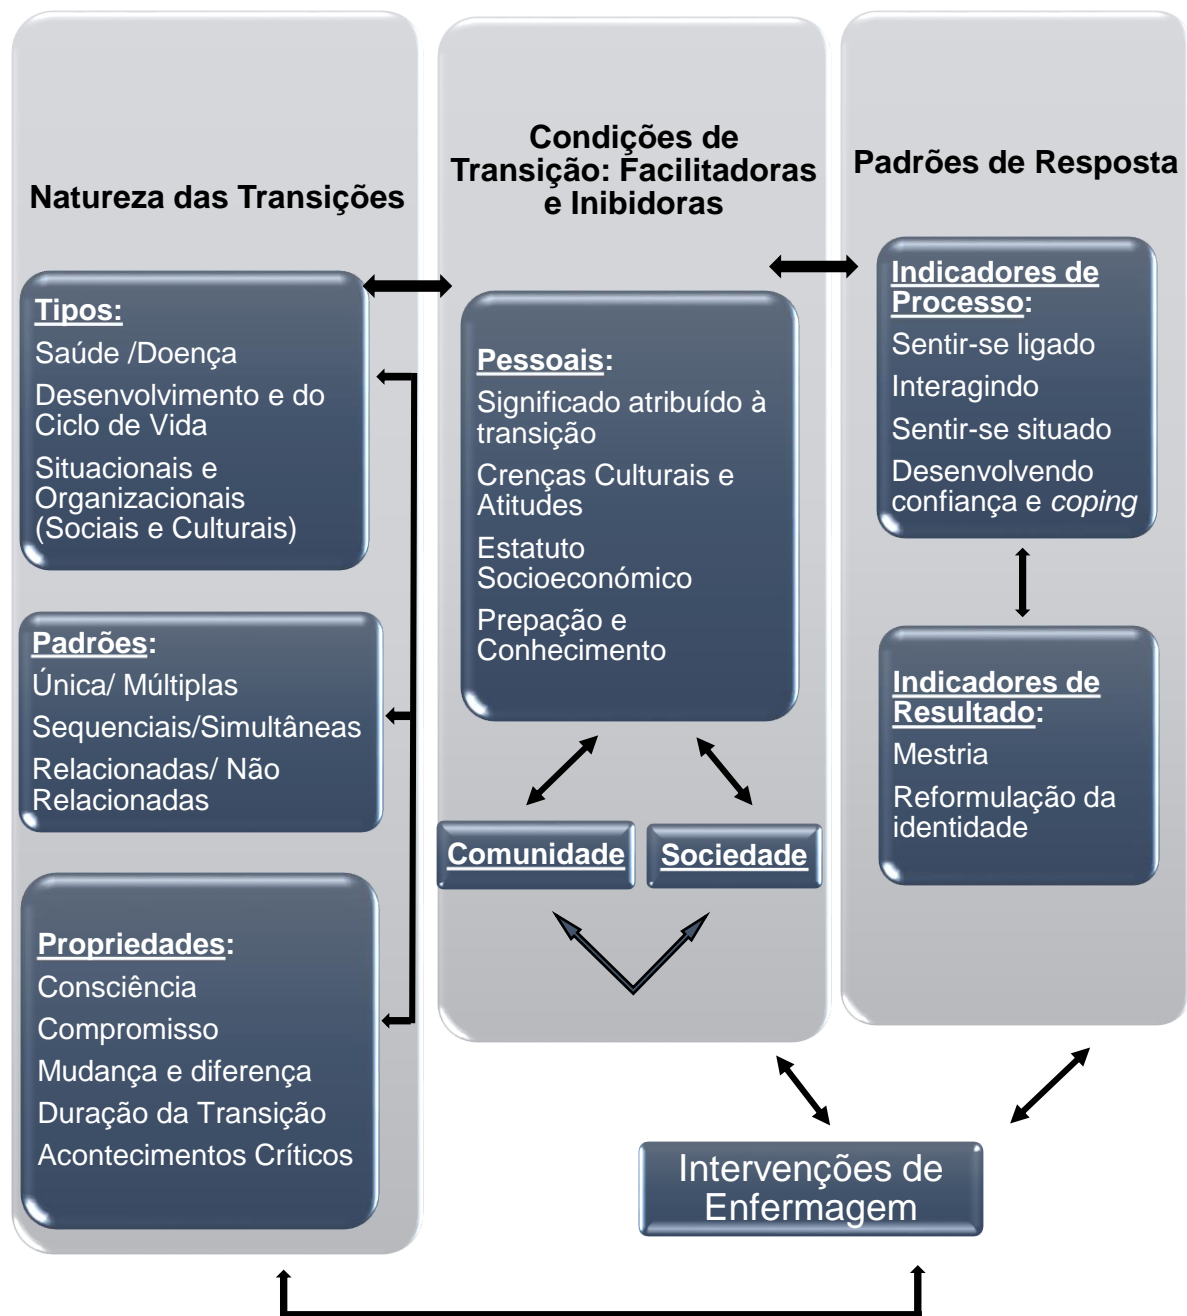 Natureza das Transições
Tipos:
Saúde /Doença
Desenvolvimento e do
Ciclo de Vida
Situacionais e
Organizacionais
(Sociais e Culturais)
Padrões:
Única/ Múltiplas
Sequenciais/Simultâneas
Relacionadas/ Não
Relacionadas
Propriedades:
Consciência
Compromisso
Mudança e diferença
Duração da Transição
Acontecimentos Críticos
Condições de
Transição: Facilitadoras
e Inibidoras
Pessoais:
Significado atribuído à
transição
Crenças Culturais e
Atitudes
Estatuto
Socioeconómico
Prepação e
Conhecimento
Comunidade
Sociedade
Padrões de Resposta
Indicadores de
Processo:
Sentir-se ligado
Interagindo
Sentir-se situado
Desenvolvendo
confiança e coping
Indicadores de
Resultado:
Mestria
Reformulação da
identidade
Intervenções de
Enfermagem